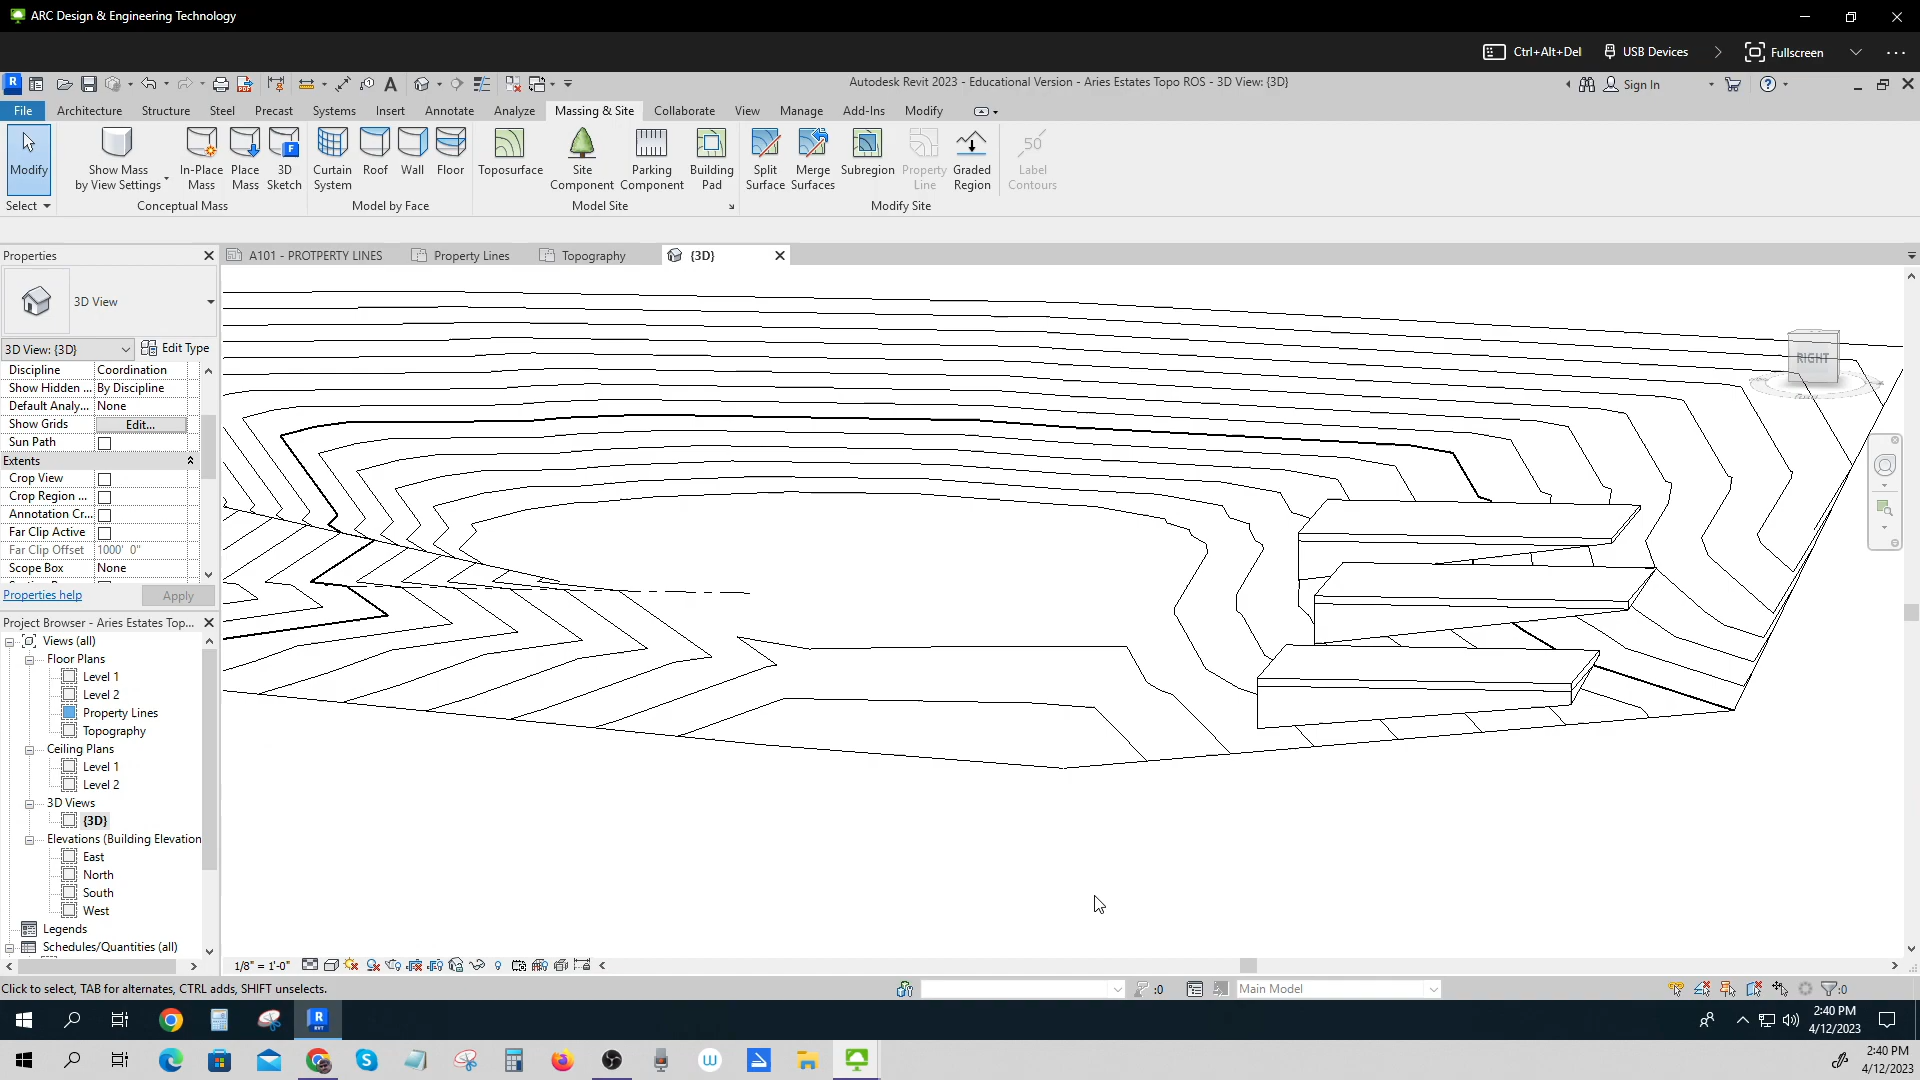 ARC Design & Engineering Technology
Ctrl+Alt+Del
USB Devices
Fullscreen
Autodesk Revit 2023 - Educational Version - Aries Estates Topo ROS - 3D View: {3D}
Sign In
File
Architecture
Structure
Steel
Precast
Systems
Insert
Annotate
Analyze
Massing & Site
Collaborate
View
Manage
Add-Ins
Modify
Modify
Show Mass
by View Settings
In-Place
Mass
Place
Mass
3D
Sketch
Curtain
System
Roof
Wall
Floor
Toposurface
Site
Component
Parking
Component
Building
Pad
Split
Surface
Merge
Surfaces
Subregion
Property
Line
Graded
Region
50
Label
Contours
Select
Conceptual Mass
Model by Face
Model Site
Modify Site
Properties
A101 - PROTPERTY LINES
Property Lines
Topography
{3D}
3D View
3D View: {3D}
Edit Type
Discipline
Coordination
Show Hidden ...
By Discipline
Default Analy...
None
Show Grids
Edit...
Sun Path
Extents
Crop View
Crop Region ...
Annotation Cr...
Far Clip Active
Far Clip Offset
1000' 0"
Scope Box
None
Properties help
Apply
RIGHT
Project Browser - Aries Estates Top...
Views (all)
Floor Plans
Level 1
Level 2
Property Lines
Topography
Ceiling Plans
Level 1
Level 2
3D Views
{3D}
Elevations (Building Elevation
East
North
South
West
Legends
Schedules/Quantities (all)
1/8" = 1'-0"
Click to select, TAB for alternates, CTRL adds, SHIFT unselects.
:0
Main Model
:0
2:40 PM
4/12/2023
2:40 PM
4/12/2023